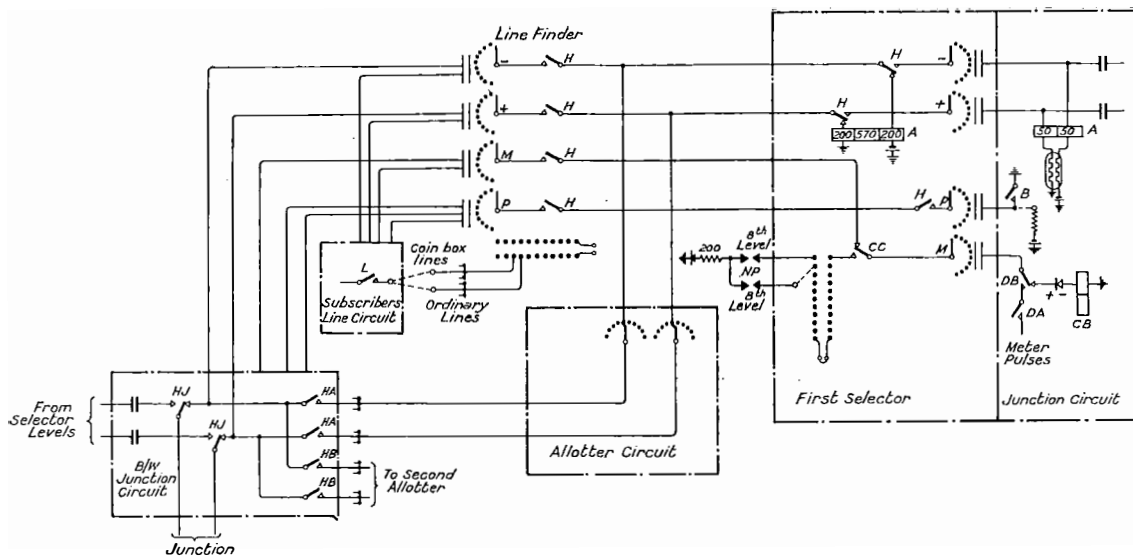 Line Finder
H
-
H
-
H
+
H
+
200 570 200 A
50 50 A
M
H
P
H
H
P
B
Coin box
lines
L
Subscribers
Line Circuit
Ordinary
Lines
200
8th
Level
NP
8th
Level
CC
M
DB
+ -
DA
CB
Meter
Pulses
First Selector
Junction Circuit
Allotter Circuit
From
Selector
Levels
HJ
HA
HJ
HA
HB
HB
B/W
Junction
Circuit
To Second
Allotter
Junction